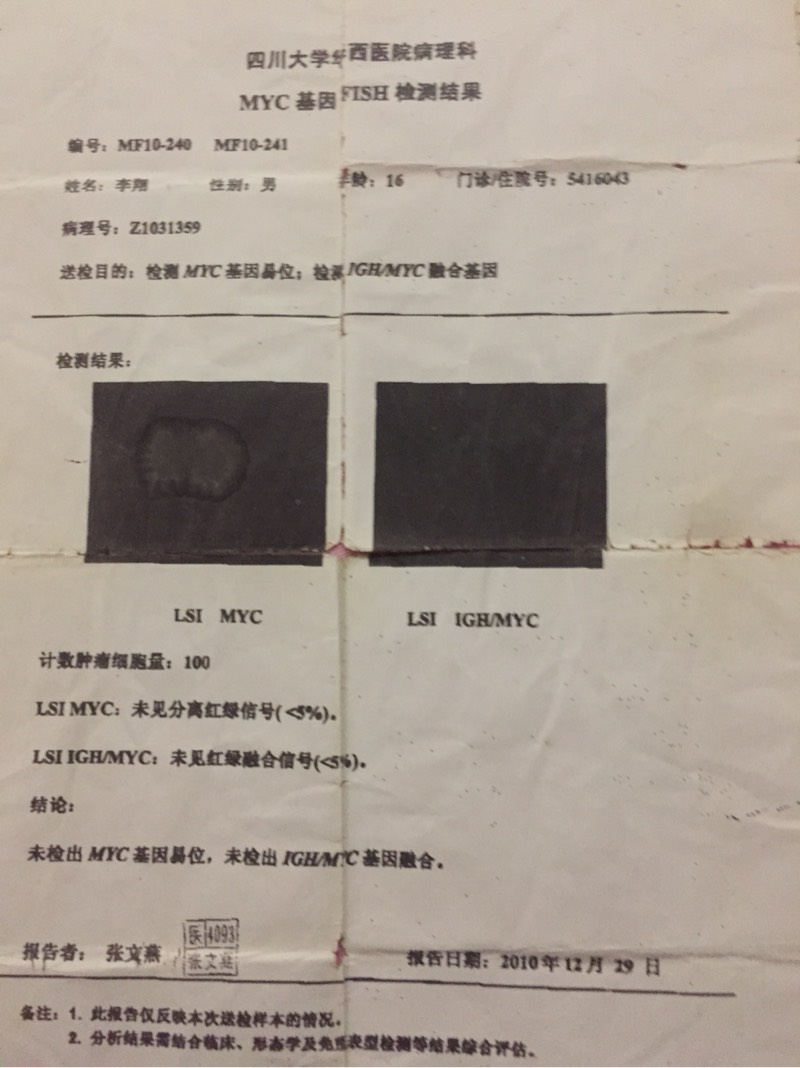 四川大学华西医院病理科
MYC 基因 FISH 检测结果
编号：MF10-240 MF10-241
姓名：李翔 性别：男 年龄：16 门诊/住院号：5416043
病理号：Z1031359
送检目的：检测 MYC 基因易位；检测 IGH/MYC 融合基因
检测结果：
LSI MYC LSI IGH/MYC
计数肿瘤细胞量：100
LSI MYC：未见分离红绿信号(<5%)。
LSI IGH/MYC：未见红绿融合信号(<5%)。
结论：
未检出 MYC 基因易位，未检出 IGH/MYC 基因融合。
医 4093
报告者：张文燕 张文燕 报告日期：2010 年 12 月 29 日
备注：1. 此报告仅反映本次送检样本的情况。
2. 分析结果需结合临床、形态学及免疫表型检测等结果综合评估。